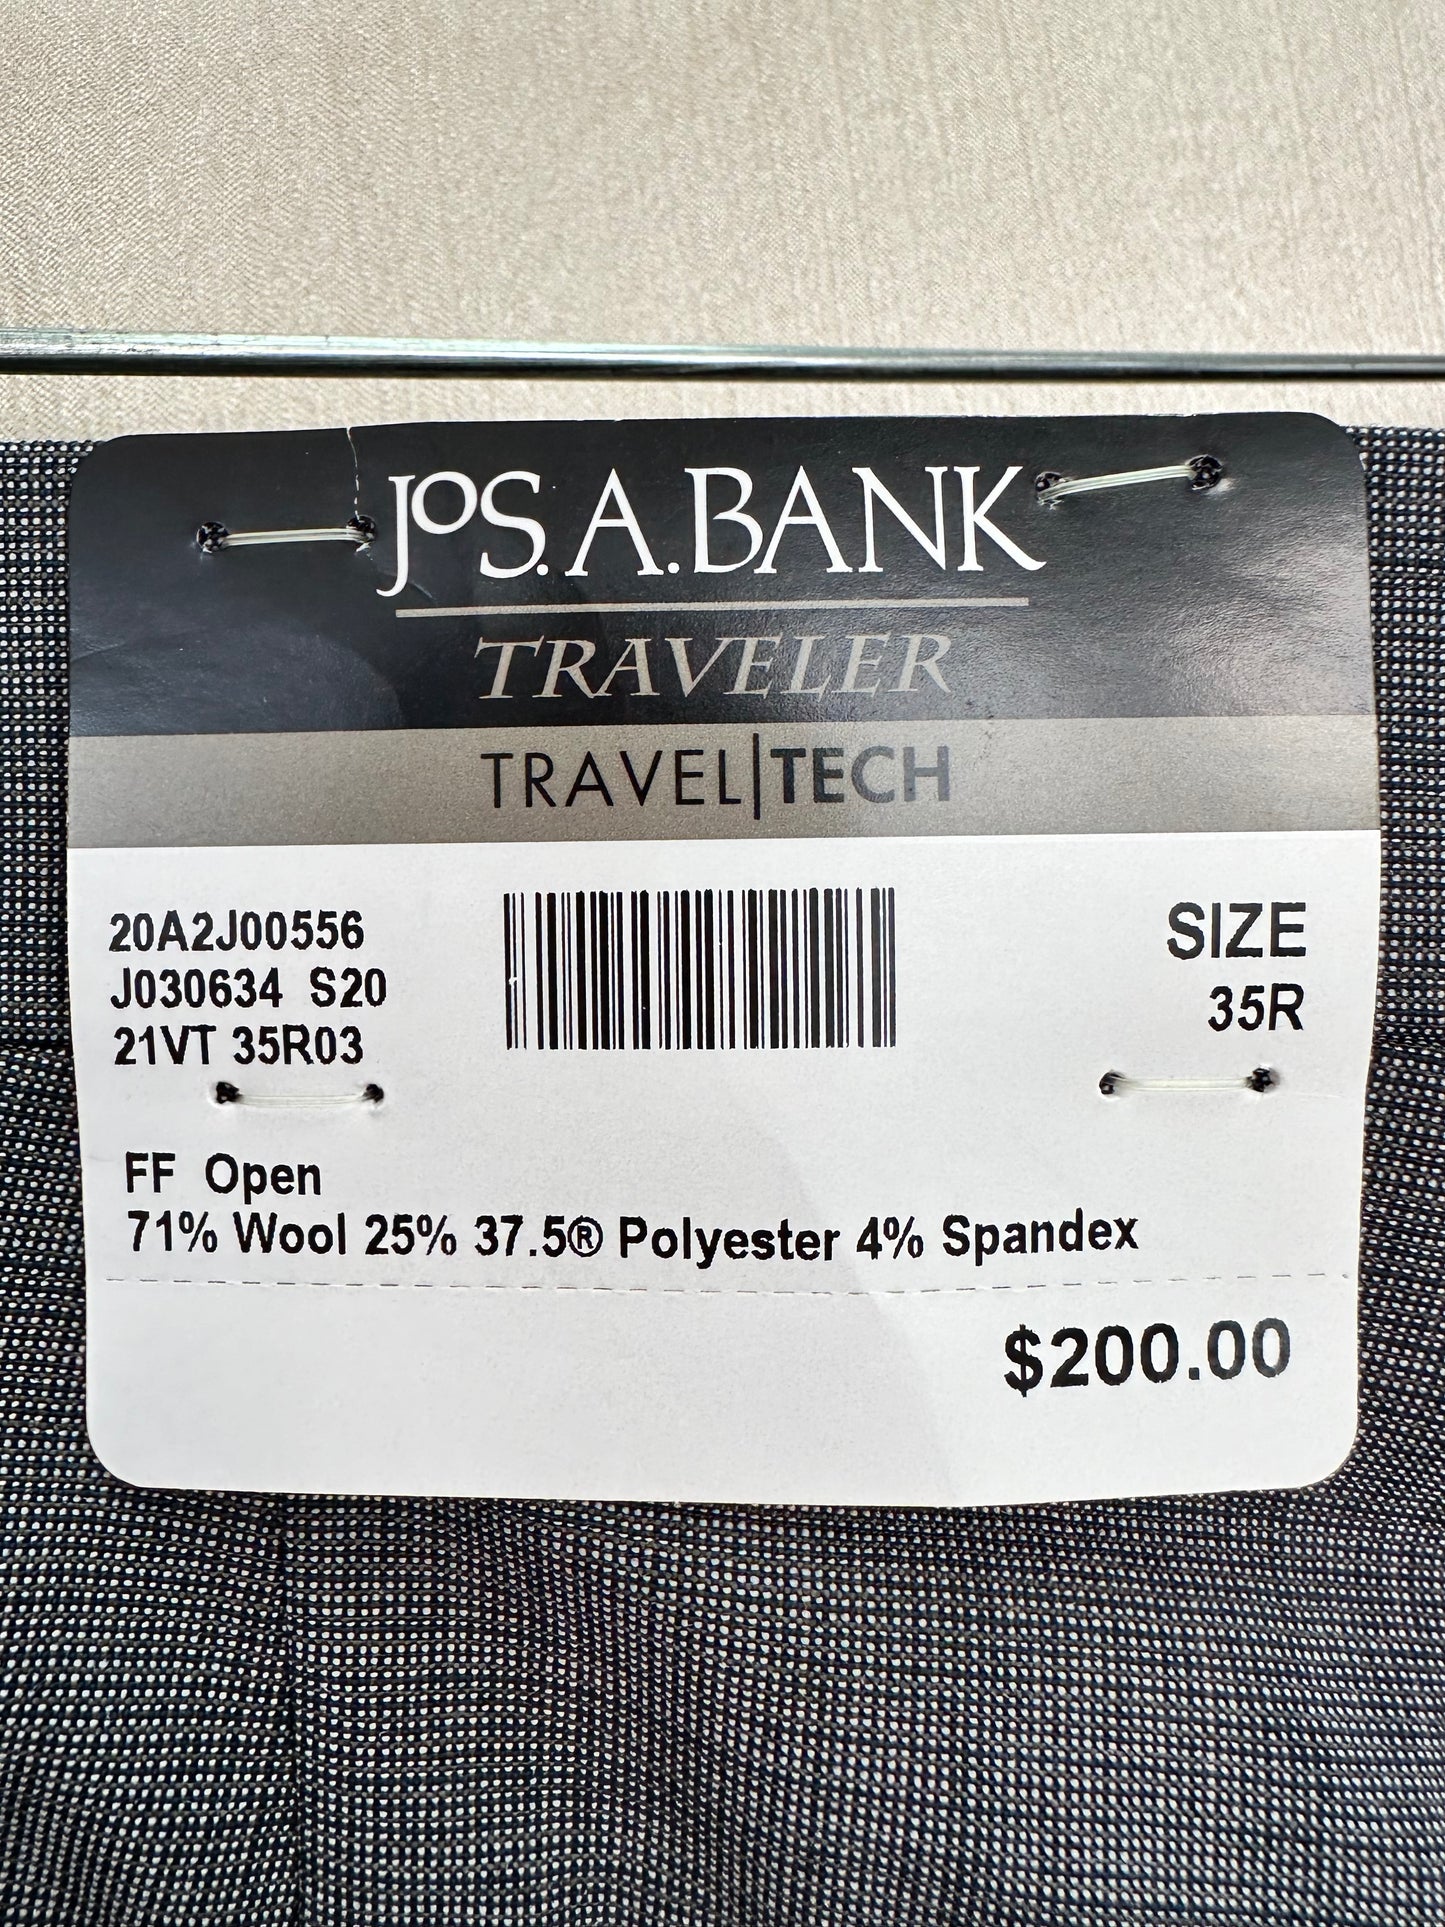 JOS. A. BANK
TRAVELER
TRAVEL|TECH
20A2J00556
J030634 S20
21VT 35R03
SIZE
35R
FF Open
71% Wool 25% 37.5® Polyester 4% Spandex
$200.00